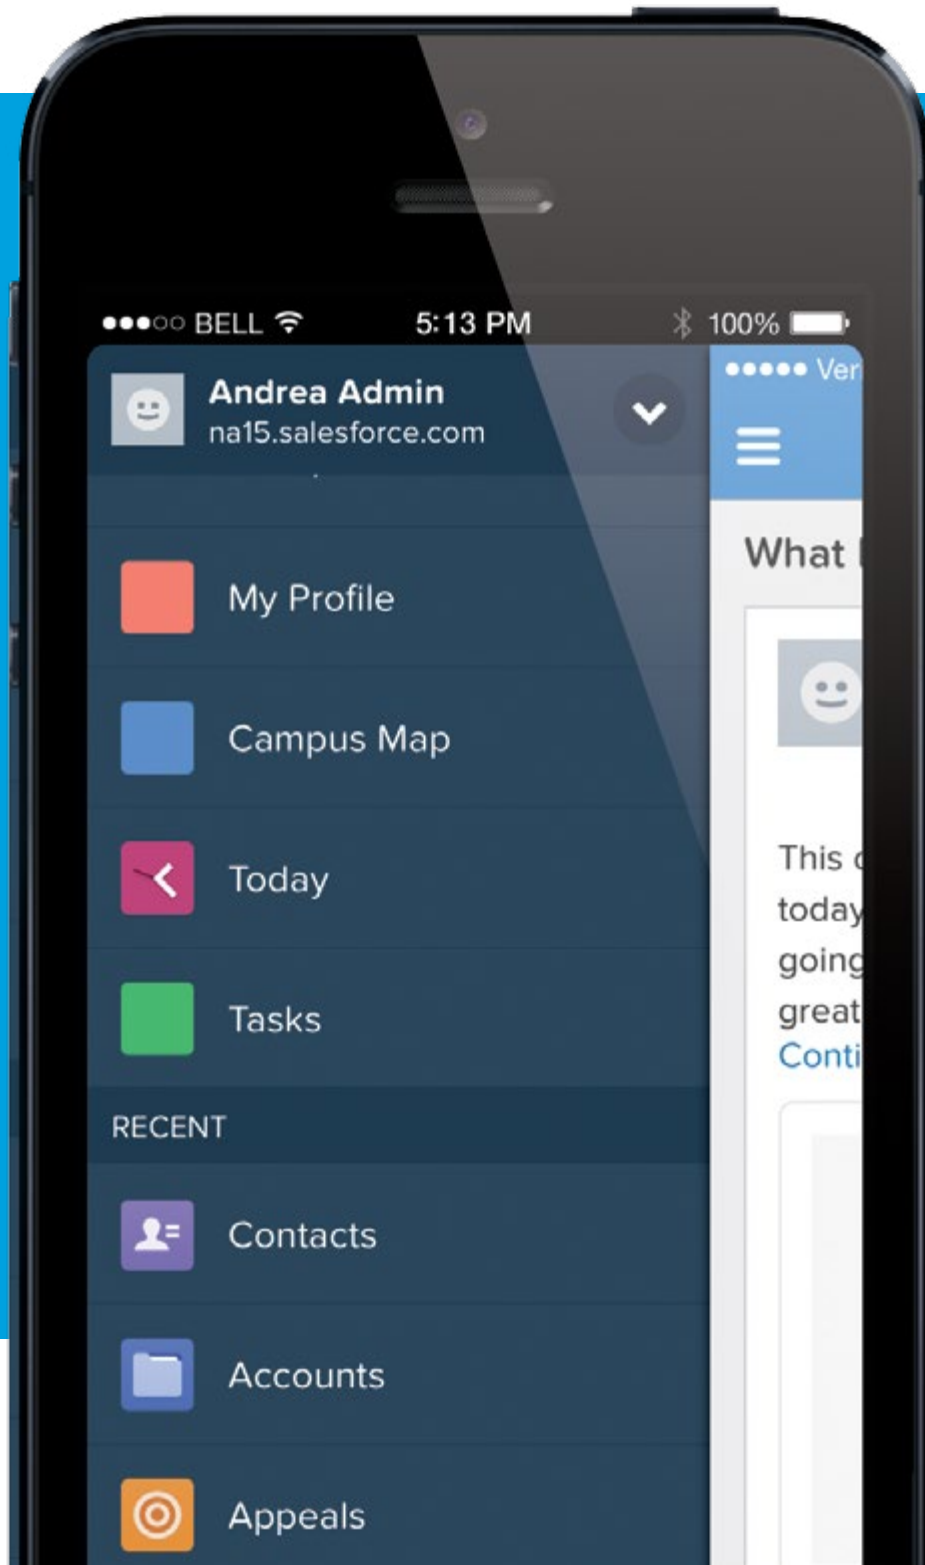 BELL 5:13 PM 100%
Andrea Admin
na15.salesforce.com
My Profile
Campus Map
Today
Tasks
RECENT
Contacts
Accounts
Appeals
Ver
What
This
today
going
great
Conti